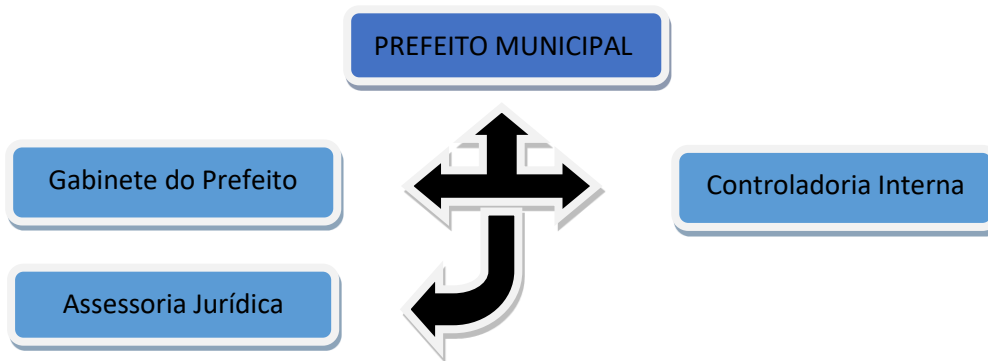 PREFEITO MUNICIPAL
Gabinete do Prefeito
Controladoria Interna
Assessoria Jurídica